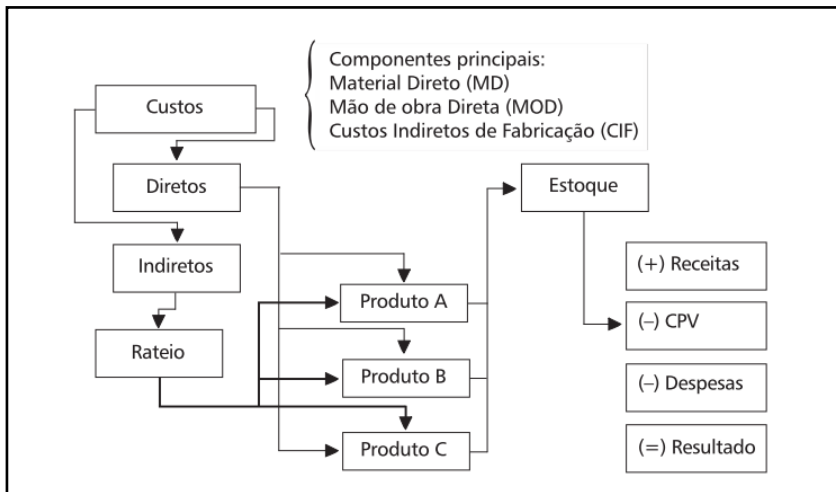 Componentes principais:
Material Direto (MD)
Mão de obra Direta (MOD)
Custos Indiretos de Fabricação (CIF)
Custos
Diretos
Estoque
Indiretos
(+) Receitas
Produto A
(–) CPV
Rateio
Produto B
(–) Despesas
Produto C
(=) Resultado